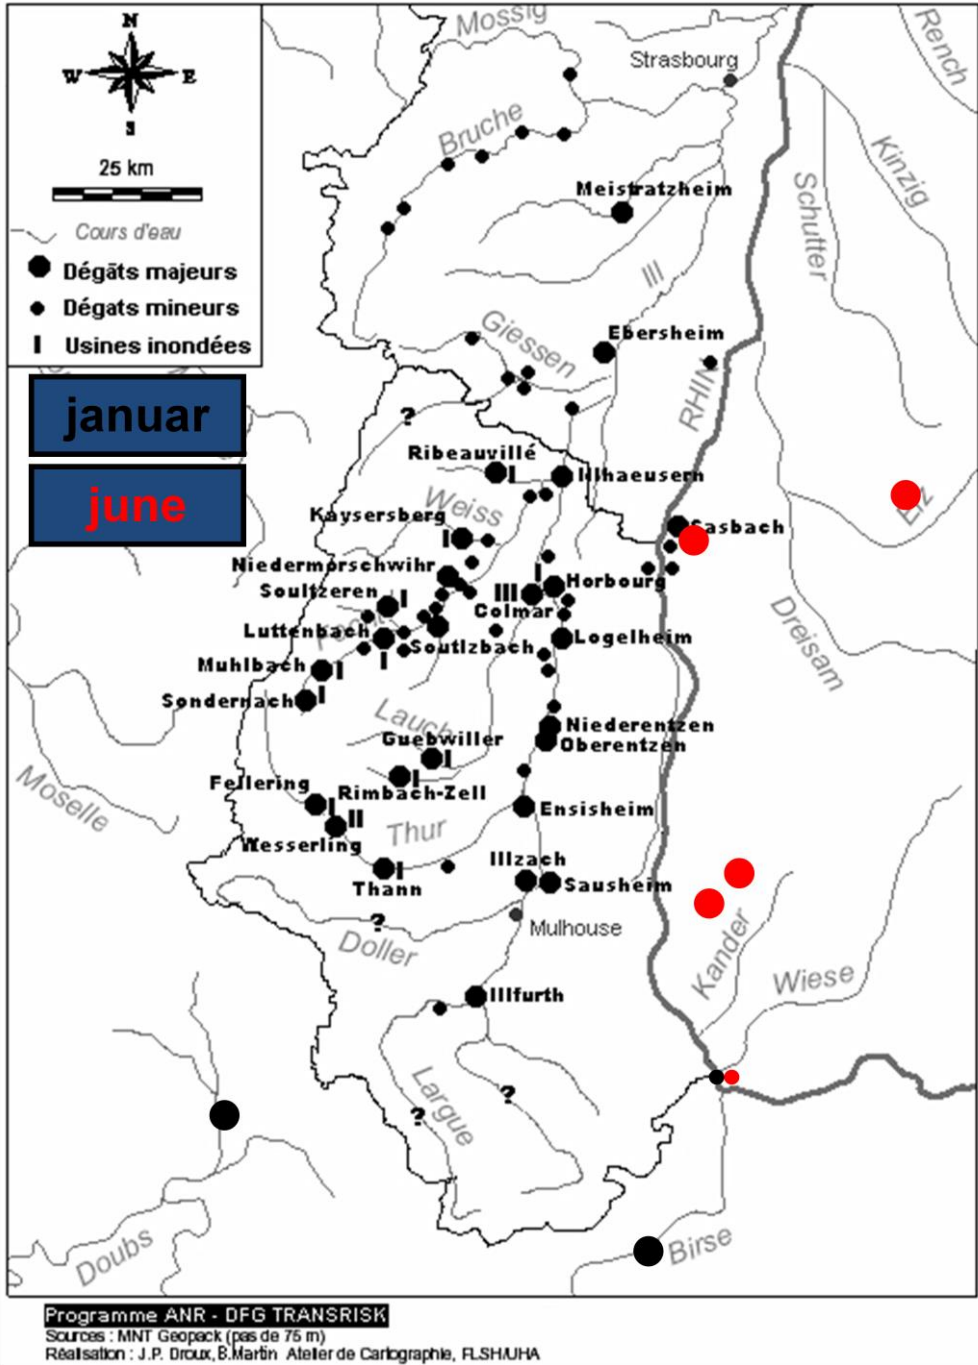 N
W E
S
25 km
Cours d'eau
Dégâts majeurs
Dégats mineurs
Usines inondées
januar
june
Mossig
Strasbourg
Rench
Bruche
Kinzig
Meistratzheim
Schutter
Ill
Giessen
Ebersheim
RHIN
?
Ribeauvillé
Illhaeusern
Weiss
Elz
Kaysersberg
Sasbach
Niedermorschwihr
Horbourg
Soultzeren
Colmar
Dreisam
Luttenbach
Soutlzbach
Logelheim
Muhlbach
Sondernach
Lauch
Niederentzen
Guebwiller
Oberentzen
Moselle
Fellering
Rimbach-Zell
Ensisheim
Wesserling
Thur
Illzach
Thann
Sausheim
?
Mulhouse
Doller
Kander
Wiese
Illfurth
Largue
?
?
Doubs
Birse
Programme ANR - DFG TRANSRISK
Sources : MNT Geopack (pas de 75 m)
Réalisation : J.P. Droux, B.Martin Atelier de Cartographie, FLSH/UHA